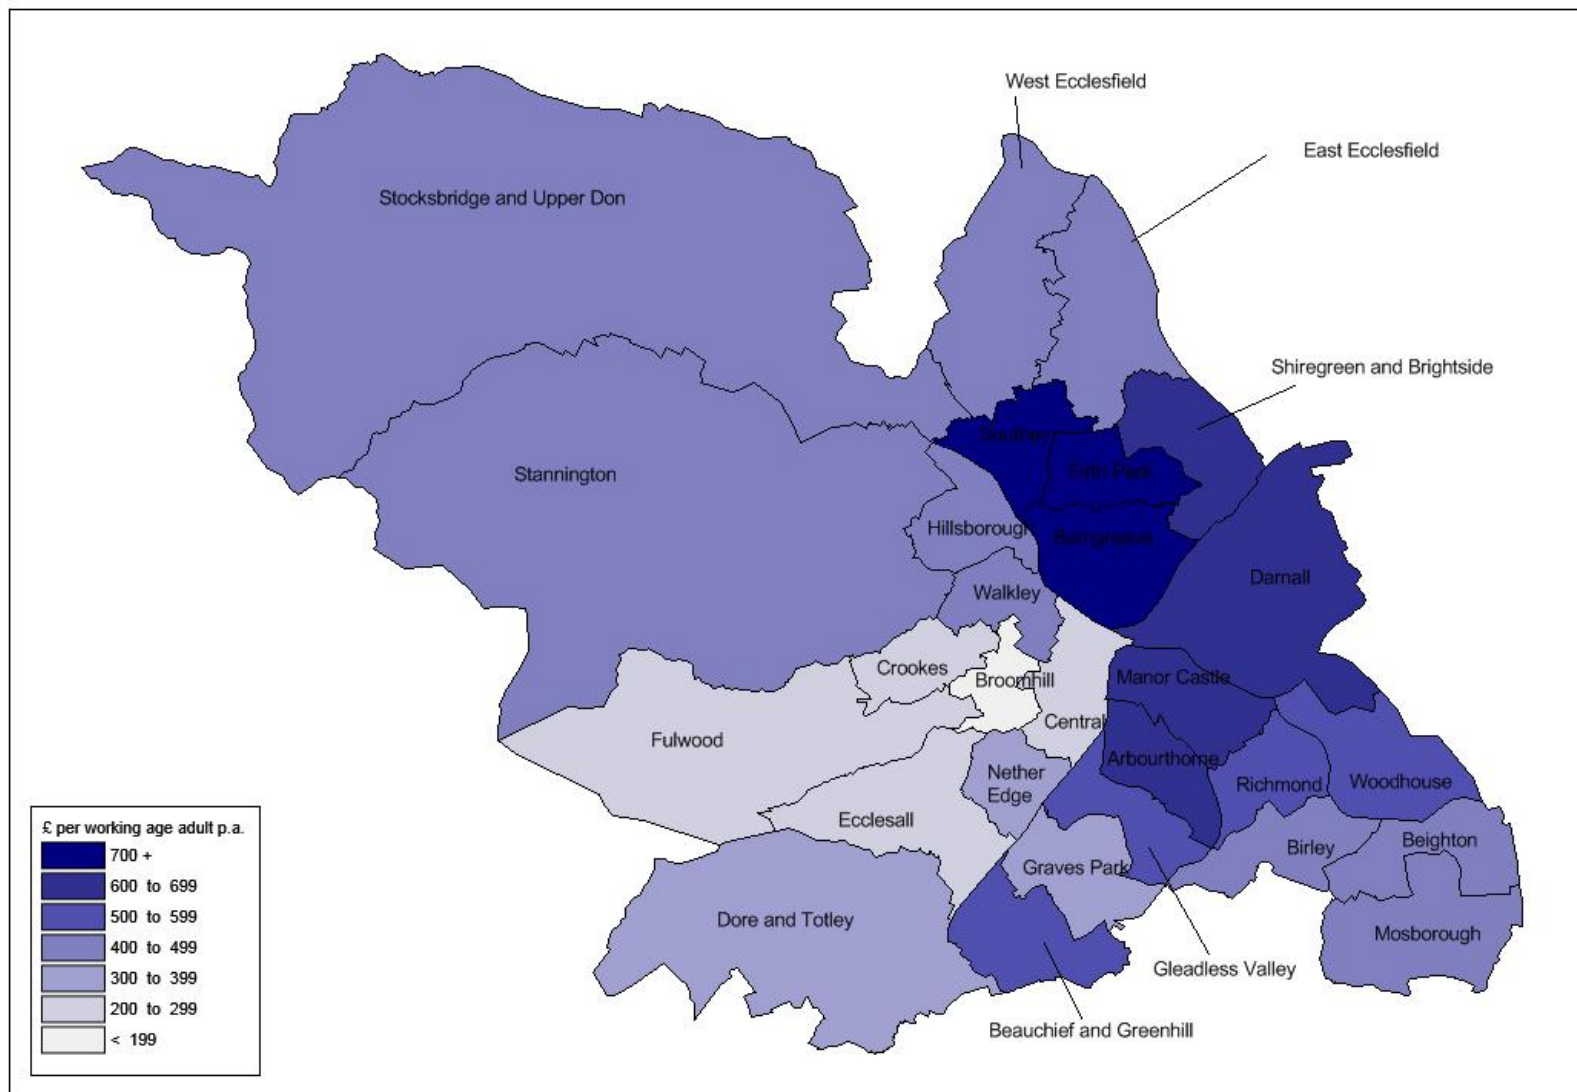 West Ecclesfield
East Ecclesfield
Stocksbridge and Upper Don
Shiregreen and Brightside
Southey
Firth Park
Stannington
Hillsborough
Burngreave
Darnall
Walkley
Crookes
Broomhill
Manor Castle
Central
Fulwood
Arbourthorne
Nether
Edge
Richmond
Woodhouse
Ecclesall
Birley
Beighton
Graves Park
Dore and Totley
Mosborough
Gleadless Valley
Beauchief and Greenhill
£ per working age adult p.a.
700 +
600 to 699
500 to 599
400 to 499
300 to 399
200 to 299
< 199